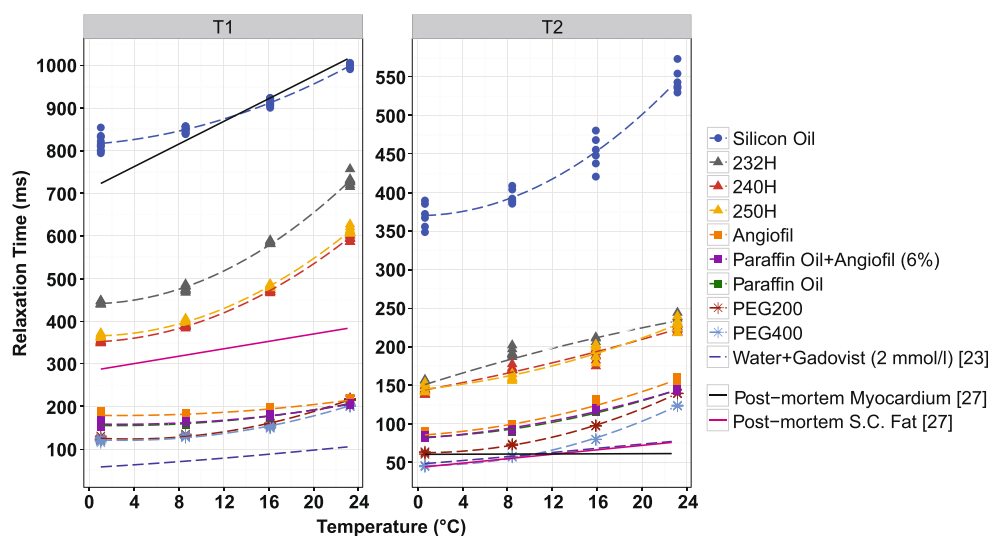 T1
T2
Relaxation Time (ms)
1000
900
800
700
600
500
400
300
200
100
550
500
450
400
350
300
250
200
150
100
50
0 4 8 12 16 20 24
0 4 8 12 16 20 24
Temperature (°C)
Silicon Oil
232H
240H
250H
Angiofil
Paraffin Oil+Angiofil (6%)
Paraffin Oil
PEG200
PEG400
Water+Gadovist (2 mmol/l) [23]
Post−mortem Myocardium [27]
Post−mortem S.C. Fat [27]